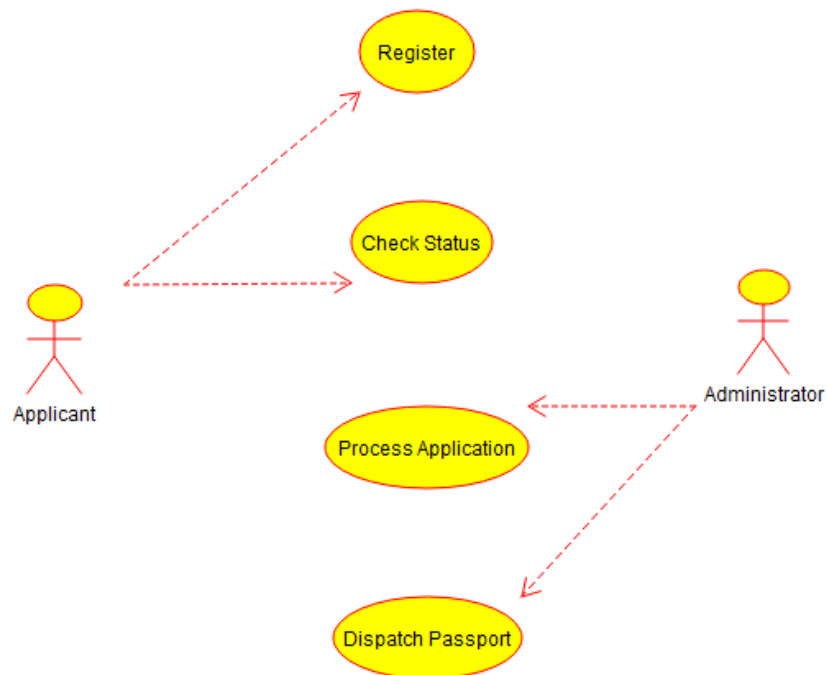 Register
Check Status
Applicant
Administrator
Process Application
Dispatch Passport